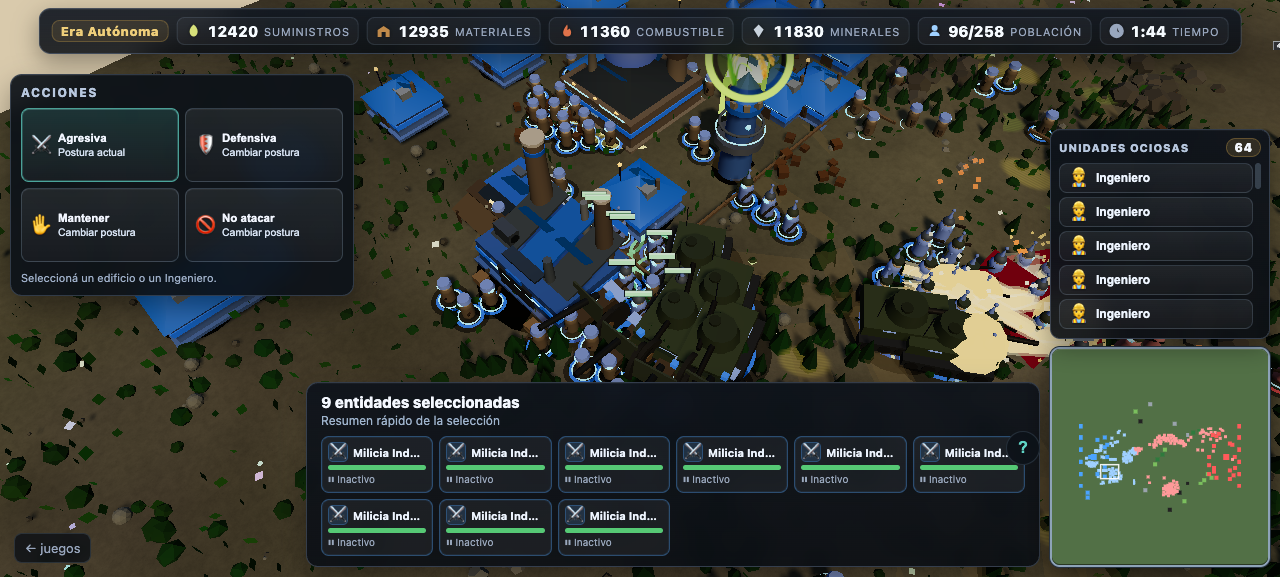 Era Autónoma
12420 SUMINISTROS
12935 MATERIALES
11360 COMBUSTIBLE
11830 MINERALES
96/258 POBLACIÓN
1:44 TIEMPO
ACCIONES
Agresiva
Postura actual
Defensiva
Cambiar postura
Mantener
Cambiar postura
No atacar
Cambiar postura
Seleccioná un edificio o un Ingeniero.
UNIDADES OCIOSAS 64
Ingeniero
Ingeniero
Ingeniero
Ingeniero
Ingeniero
9 entidades seleccionadas
Resumen rápido de la selección
Milicia Ind...
Inactivo
Milicia Ind...
Inactivo
Milicia Ind...
Inactivo
Milicia Ind...
Inactivo
Milicia Ind...
Inactivo
Milicia Ind...
Inactivo
?
Milicia Ind...
Inactivo
Milicia Ind...
Inactivo
Milicia Ind...
Inactivo
← juegos